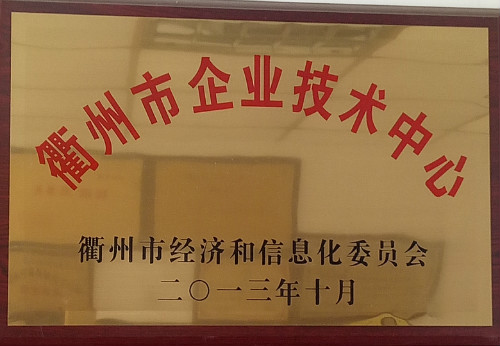 衢州市企业技术中心
衢州市经济和信息化委员会
二〇一三年十月